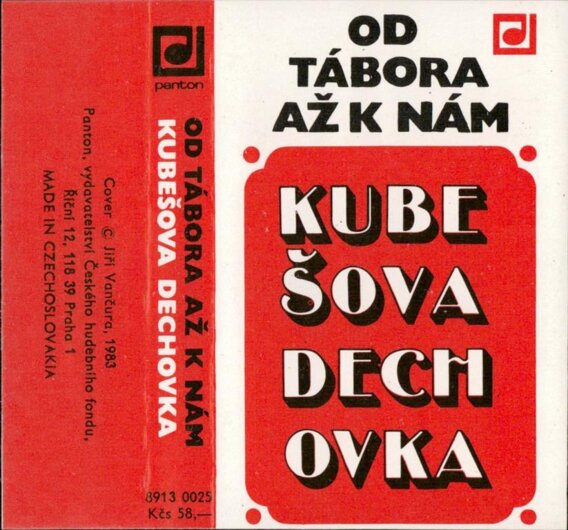 Cover © Jiří Vančura, 1983
Panton, vydavatelství Českého hudebního fondu,
Říční 12, 118 39 Praha 1
MADE IN CZECHOSLOVAKIA
panton
OD TÁBORA AŽ K NÁM
KUBEŠOVA DECHOVKA
8913 0025
Kčs 58,—
OD
TÁBORA
AŽ K NÁM
KUBE
ŠOVA
DECH
OVKA